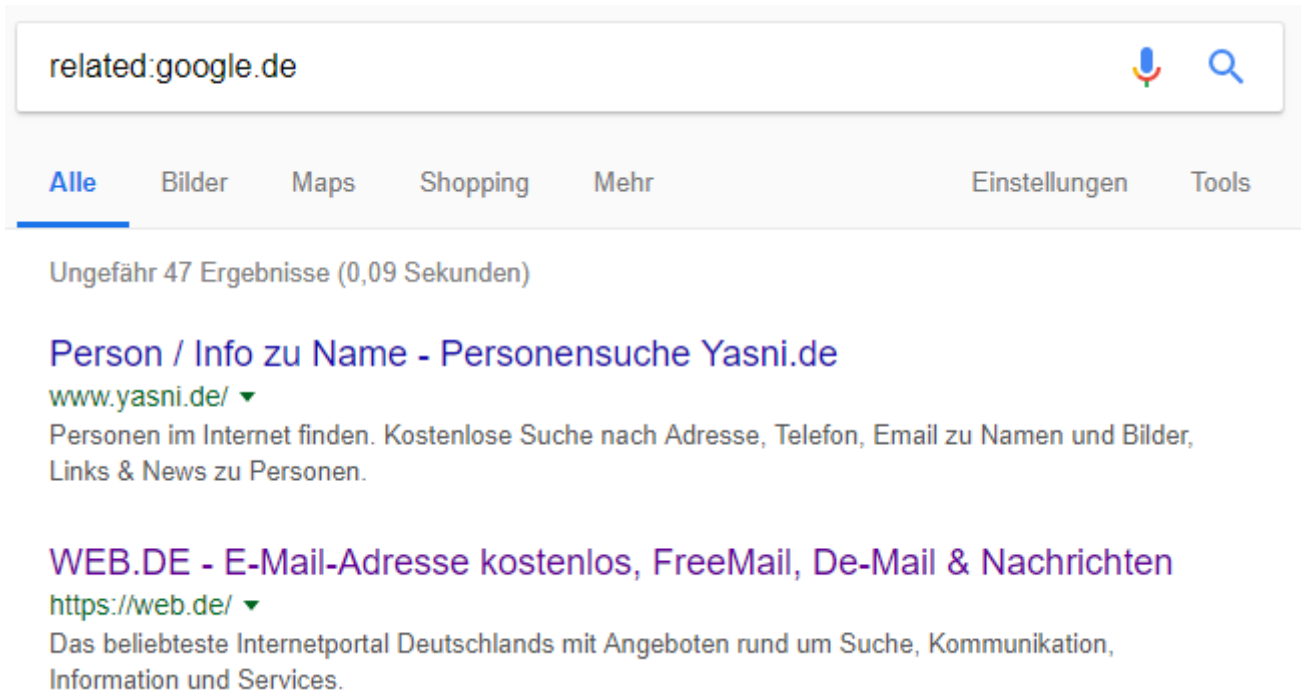 related:google.de
Alle Bilder Maps Shopping Mehr Einstellungen Tools
Ungefähr 47 Ergebnisse (0,09 Sekunden)
Person / Info zu Name - Personensuche Yasni.de
www.yasni.de/
Personen im Internet finden. Kostenlose Suche nach Adresse, Telefon, Email zu Namen und Bilder,
Links & News zu Personen.
WEB.DE - E-Mail-Adresse kostenlos, FreeMail, De-Mail & Nachrichten
https://web.de/
Das beliebteste Internetportal Deutschlands mit Angeboten rund um Suche, Kommunikation,
Information und Services.